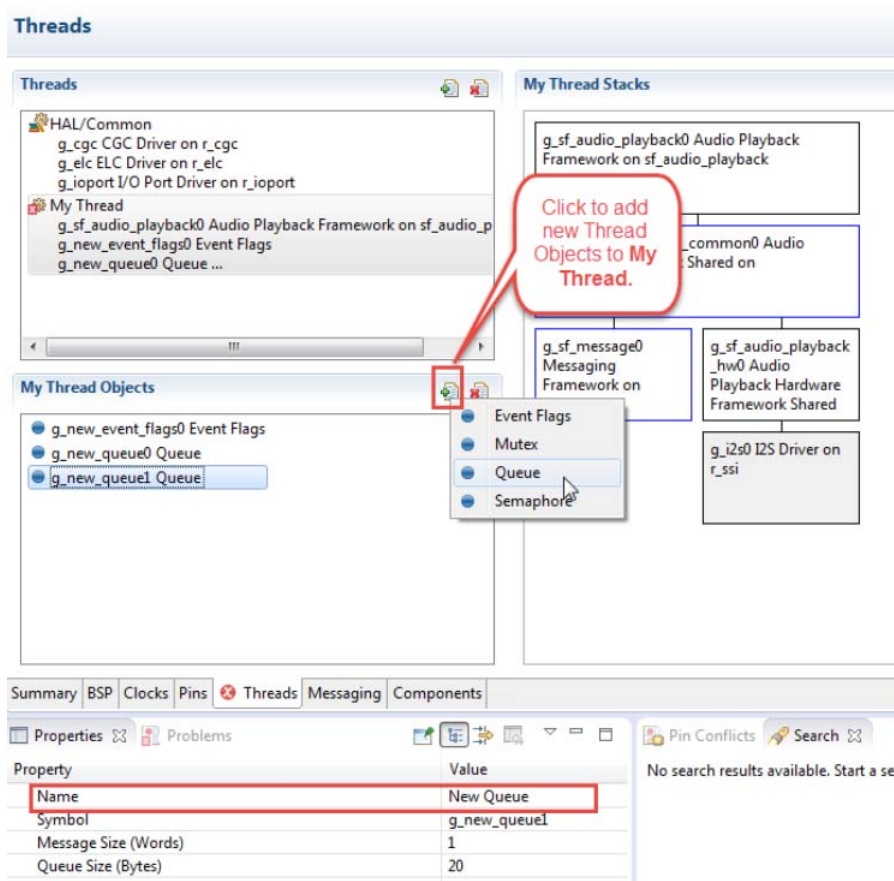 Threads
Threads
HAL/Common
g_cgc CGC Driver on r_cgc
g_elc ELC Driver on r_elc
g_ioport I/O Port Driver on r_ioport
My Thread
g_sf_audio_playback0 Audio Playback Framework on sf_audio_p
g_new_event_flags0 Event Flags
g_new_queue0 Queue ...
My Thread Stacks
g_sf_audio_playback0 Audio Playback
Framework on sf_audio_playback
Click to add
new Thread
Objects to My
Thread.
_common0 Audio
Shared on
g_sf_message0
Messaging
Framework on
g_sf_audio_playback
_hw0 Audio
Playback Hardware
Framework Shared
g_i2s0 I2S Driver on
r_ssi
My Thread Objects
g_new_event_flags0 Event Flags
g_new_queue0 Queue
g_new_queue1 Queue
Event Flags
Mutex
Queue
Semaphore
Summary BSP Clocks Pins Threads Messaging Components
Properties Problems
Property Value
Name New Queue
Symbol g_new_queue1
Message Size (Words) 1
Queue Size (Bytes) 20
Pin Conflicts Search
No search results available. Start a se